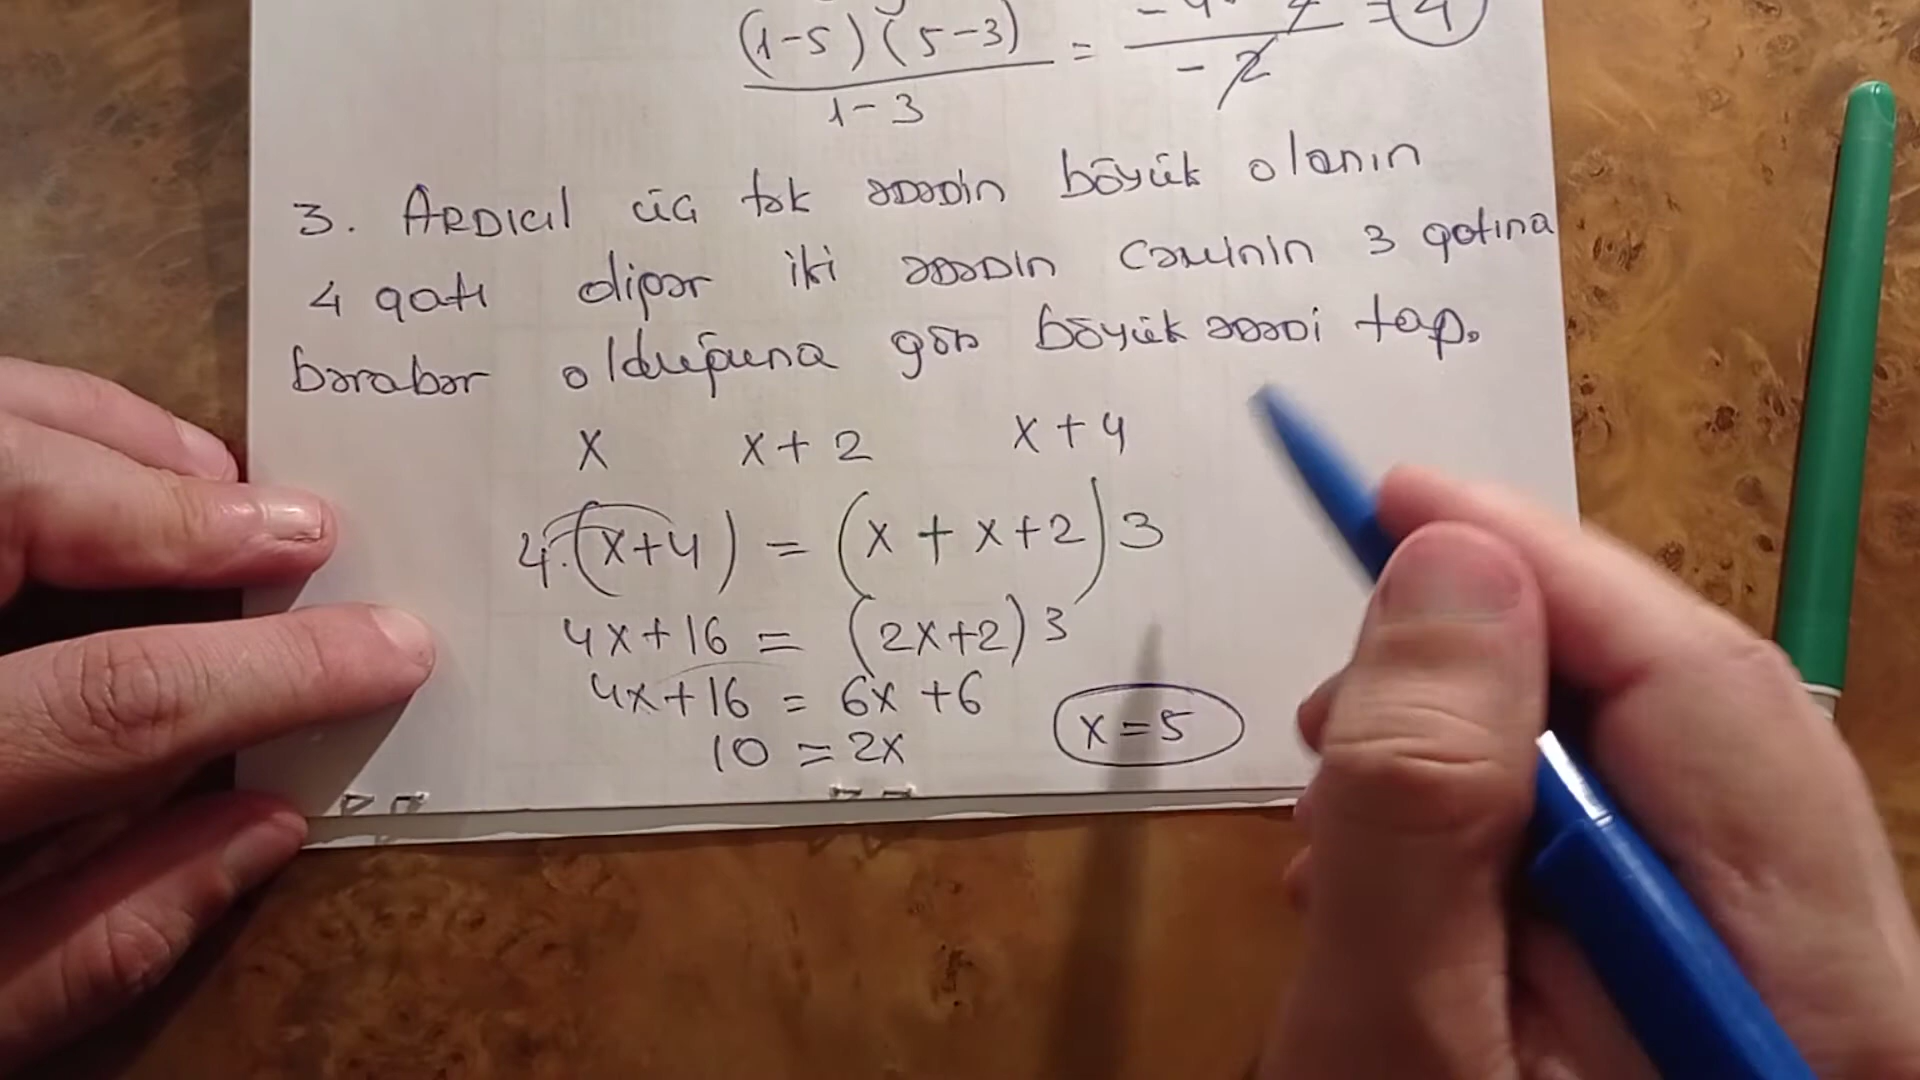 (1-5)(5-3) / 1-3 = -4·2 / -2 = 4
3. ARDICIL ÜÇ tək ədədin böyük olanın
4 qatı digər iki ədədin cəminin 3 qatına
bərabər olduğuna görə böyük ədədi tap.
x x+2 x+4
4·(x+4) = (x + x+2)3
4x+16 = (2x+2)3
4x+16 = 6x+6
10 = 2x x=5